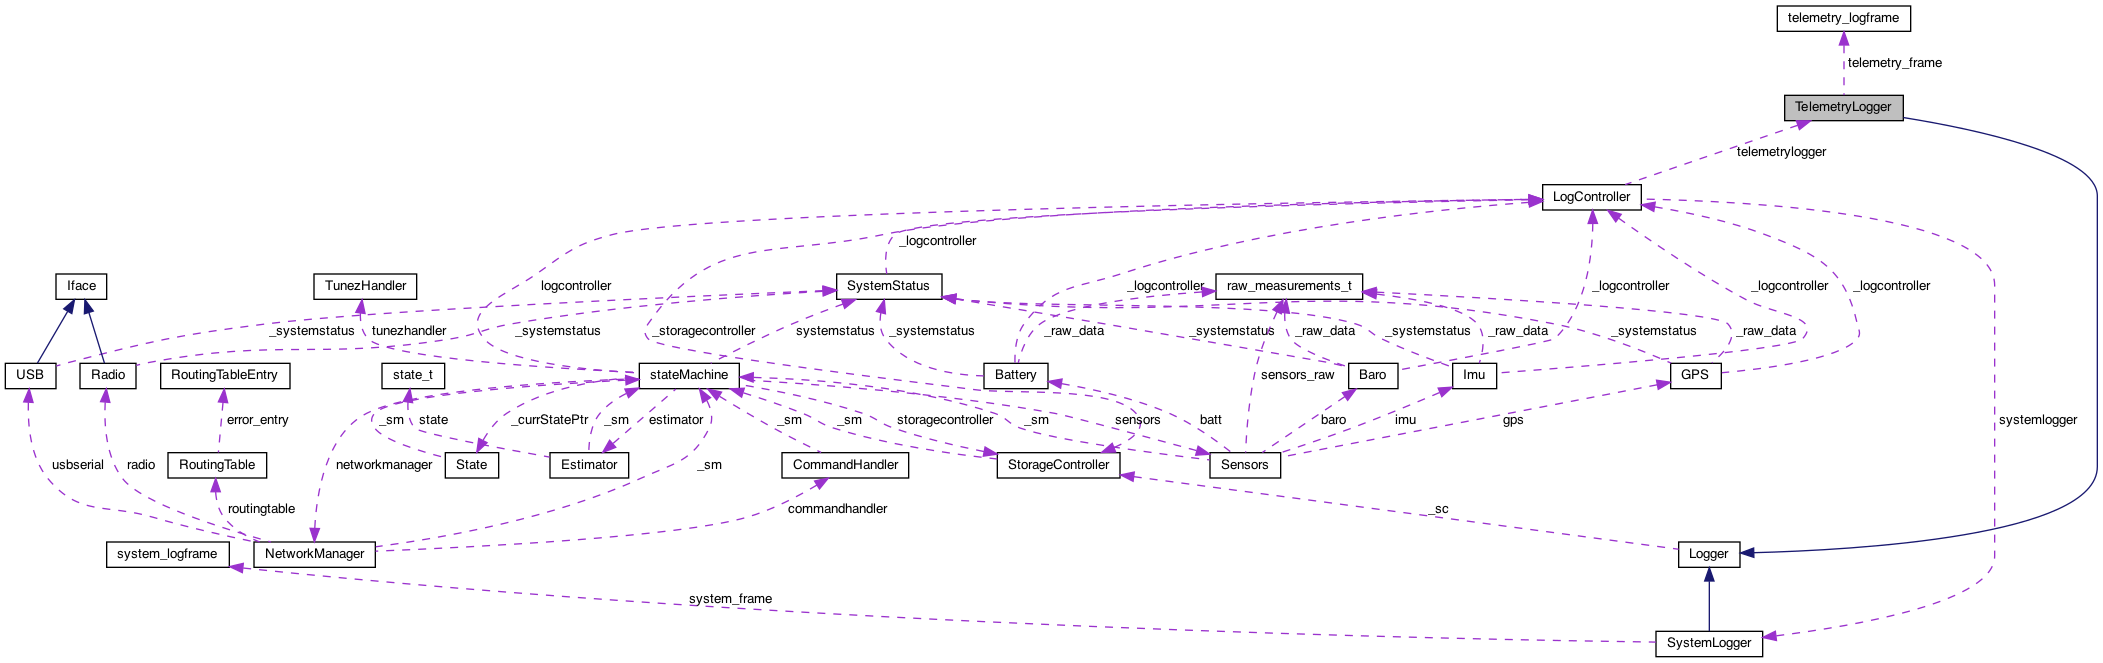 telemetry_logframe
telemetry_frame
TelemetryLogger
telemetrylogger
LogController
_logcontroller
Iface
TunezHandler
logcontroller
SystemStatus
_logcontroller
raw_measurements_t
_logcontroller
_logcontroller
_logcontroller
_systemstatus
tunezhandler
_systemstatus
_storagecontroller
systemstatus
_systemstatus
_raw_data
_systemstatus
_raw_data
_systemstatus
_raw_data
_systemstatus
_raw_data
USB
Radio
RoutingTableEntry
state_t
stateMachine
Battery
sensors_raw
Baro
Imu
GPS
error_entry
_sm
state
_currStatePtr
_sm
estimator
_sm
_sm
storagecontroller
_sm
sensors
batt
baro
imu
gps
systemlogger
usbserial
radio
RoutingTable
networkmanager
State
Estimator
_sm
CommandHandler
StorageController
Sensors
routingtable
commandhandler
_sc
system_logframe
NetworkManager
Logger
system_frame
SystemLogger